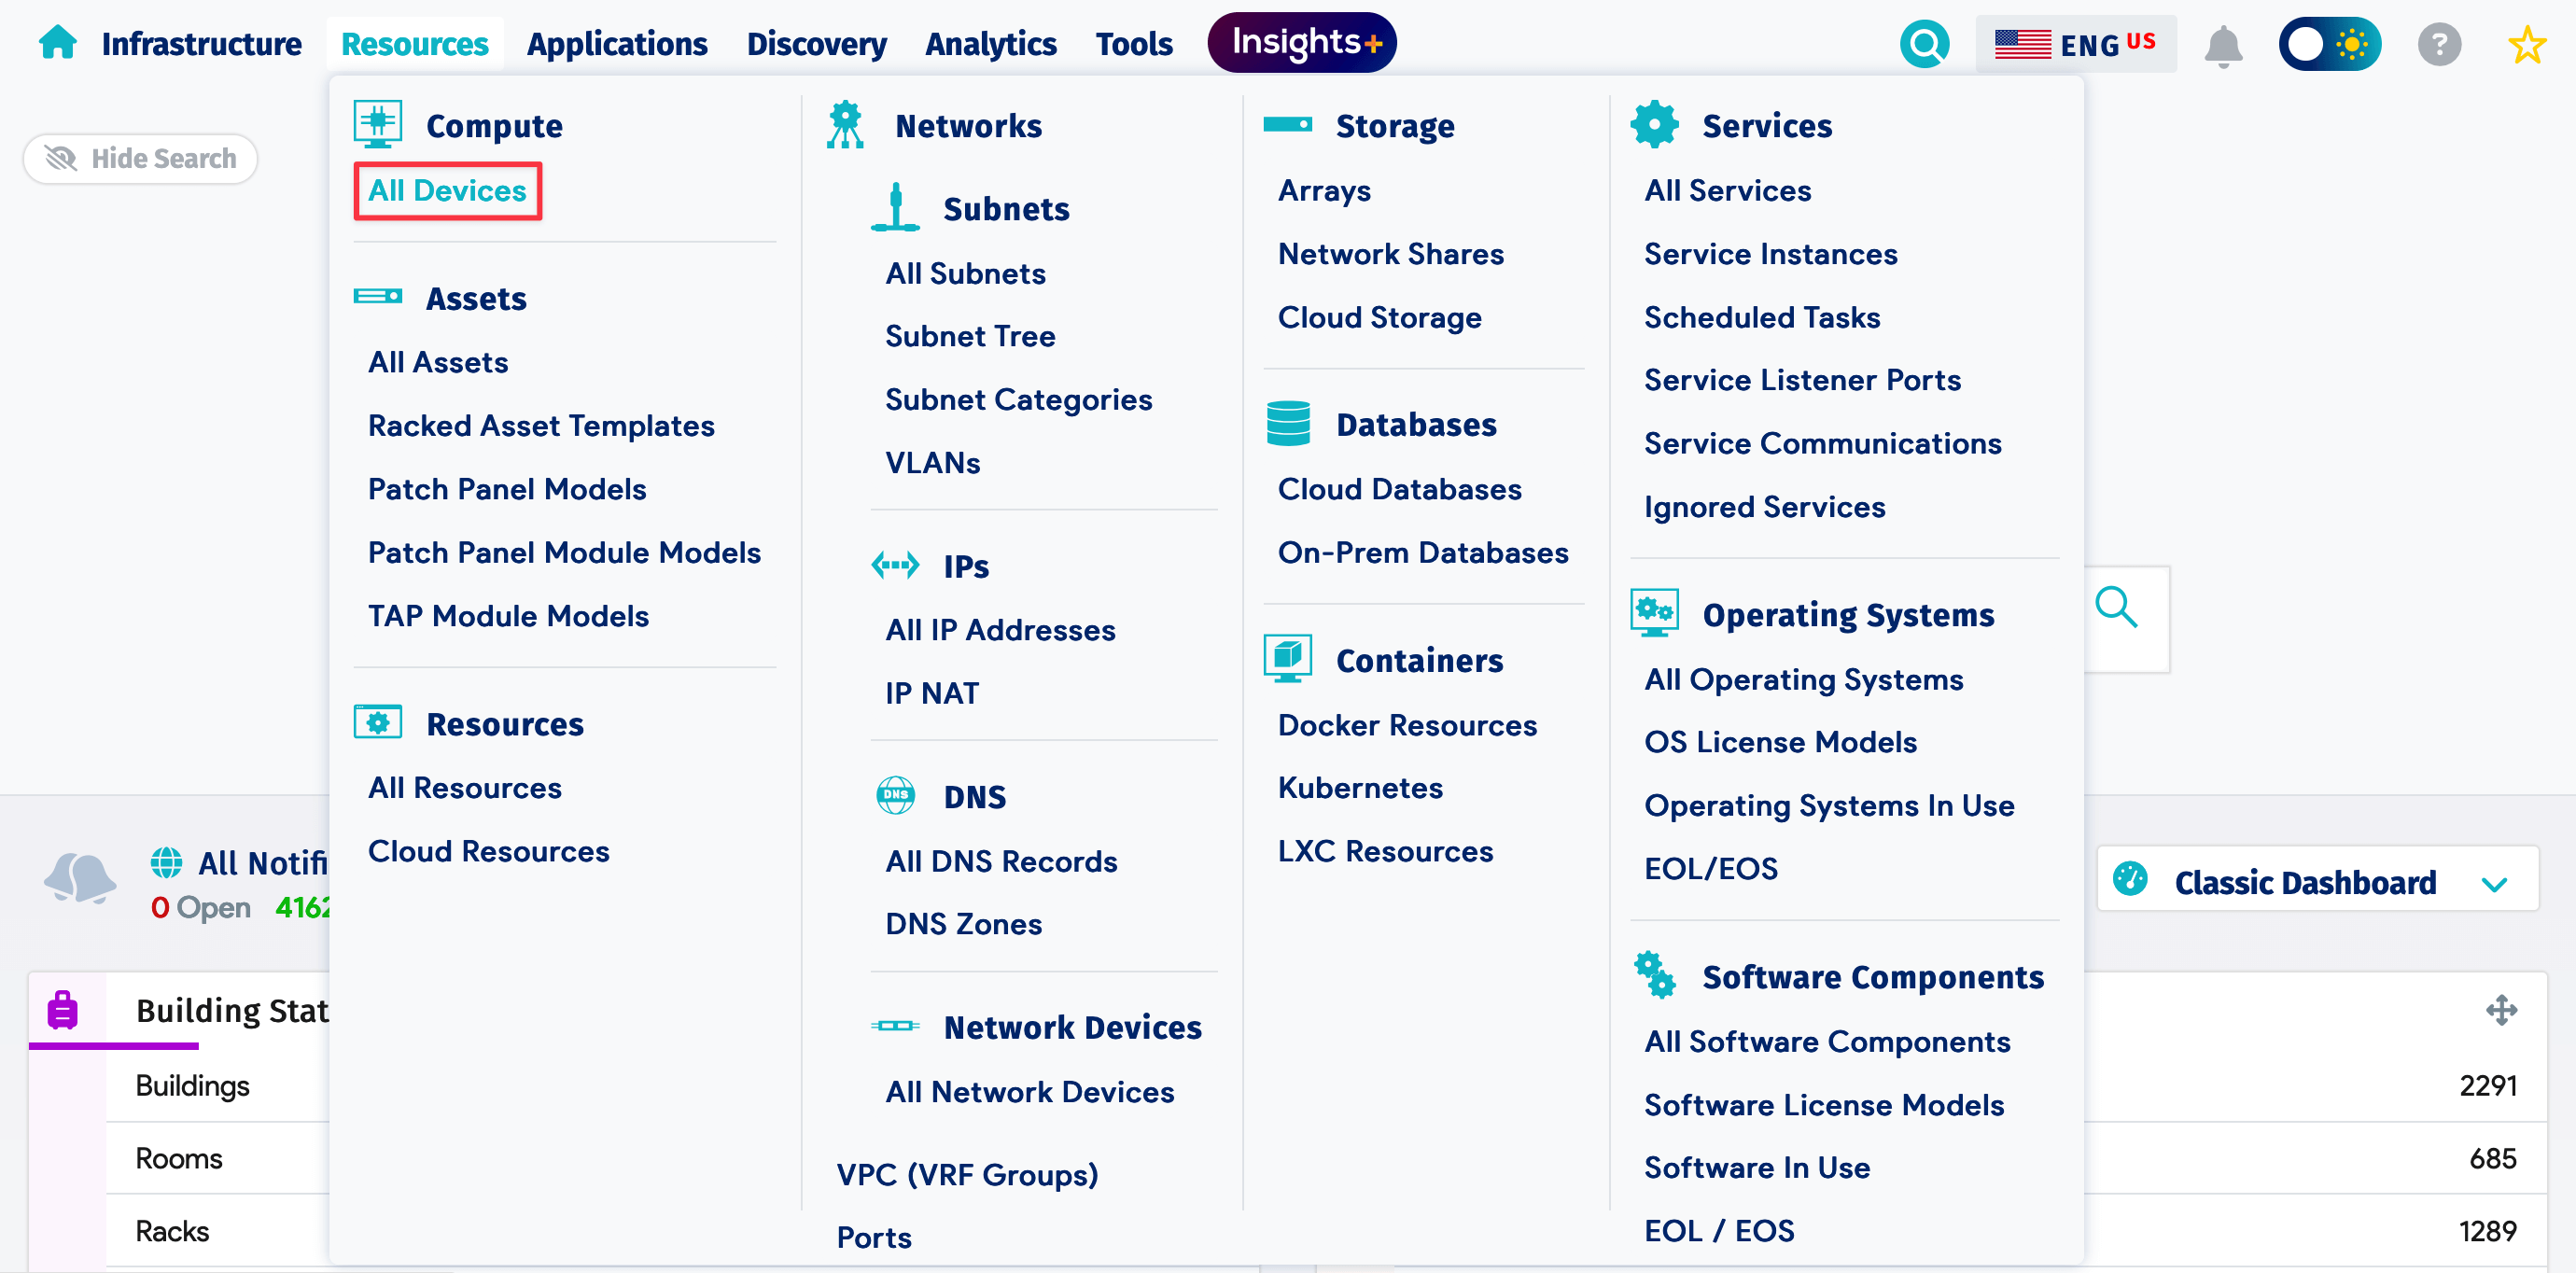 Infrastructure
Resources
Applications
Discovery
Analytics
Tools
Insights+
ENG US
?
Hide Search
Compute
All Devices
Assets
All Assets
Racked Asset Templates
Patch Panel Models
Patch Panel Module Models
TAP Module Models
Resources
All Resources
Cloud Resources
Networks
Subnets
All Subnets
Subnet Tree
Subnet Categories
VLANs
IPs
All IP Addresses
IP NAT
DNS
DNS
All DNS Records
DNS Zones
Network Devices
All Network Devices
VPC (VRF Groups)
Ports
Storage
Arrays
Network Shares
Cloud Storage
Databases
Cloud Databases
On-Prem Databases
Containers
Docker Resources
Kubernetes
LXC Resources
Services
All Services
Service Instances
Scheduled Tasks
Service Listener Ports
Service Communications
Ignored Services
Operating Systems
All Operating Systems
OS License Models
Operating Systems In Use
EOL/EOS
Software Components
All Software Components
Software License Models
Software In Use
EOL / EOS
All Notifi
0 Open 4162
Classic Dashboard
Building Stat
Buildings
2291
Rooms
685
Racks
1289